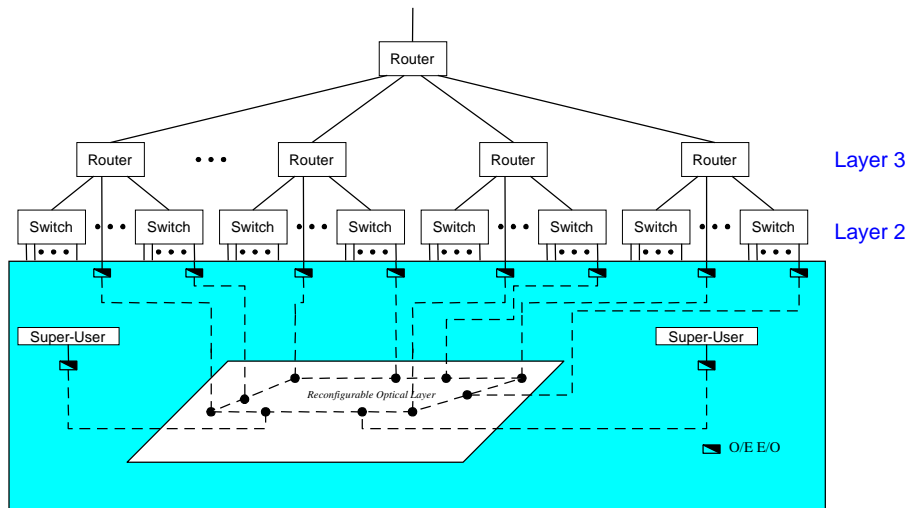 Router
Router
Router
Router
Router
Layer 3
Switch
Switch
Switch
Switch
Switch
Switch
Switch
Switch
Layer 2
Super-User
Super-User
Reconfigurable Optical Layer
O/E E/O